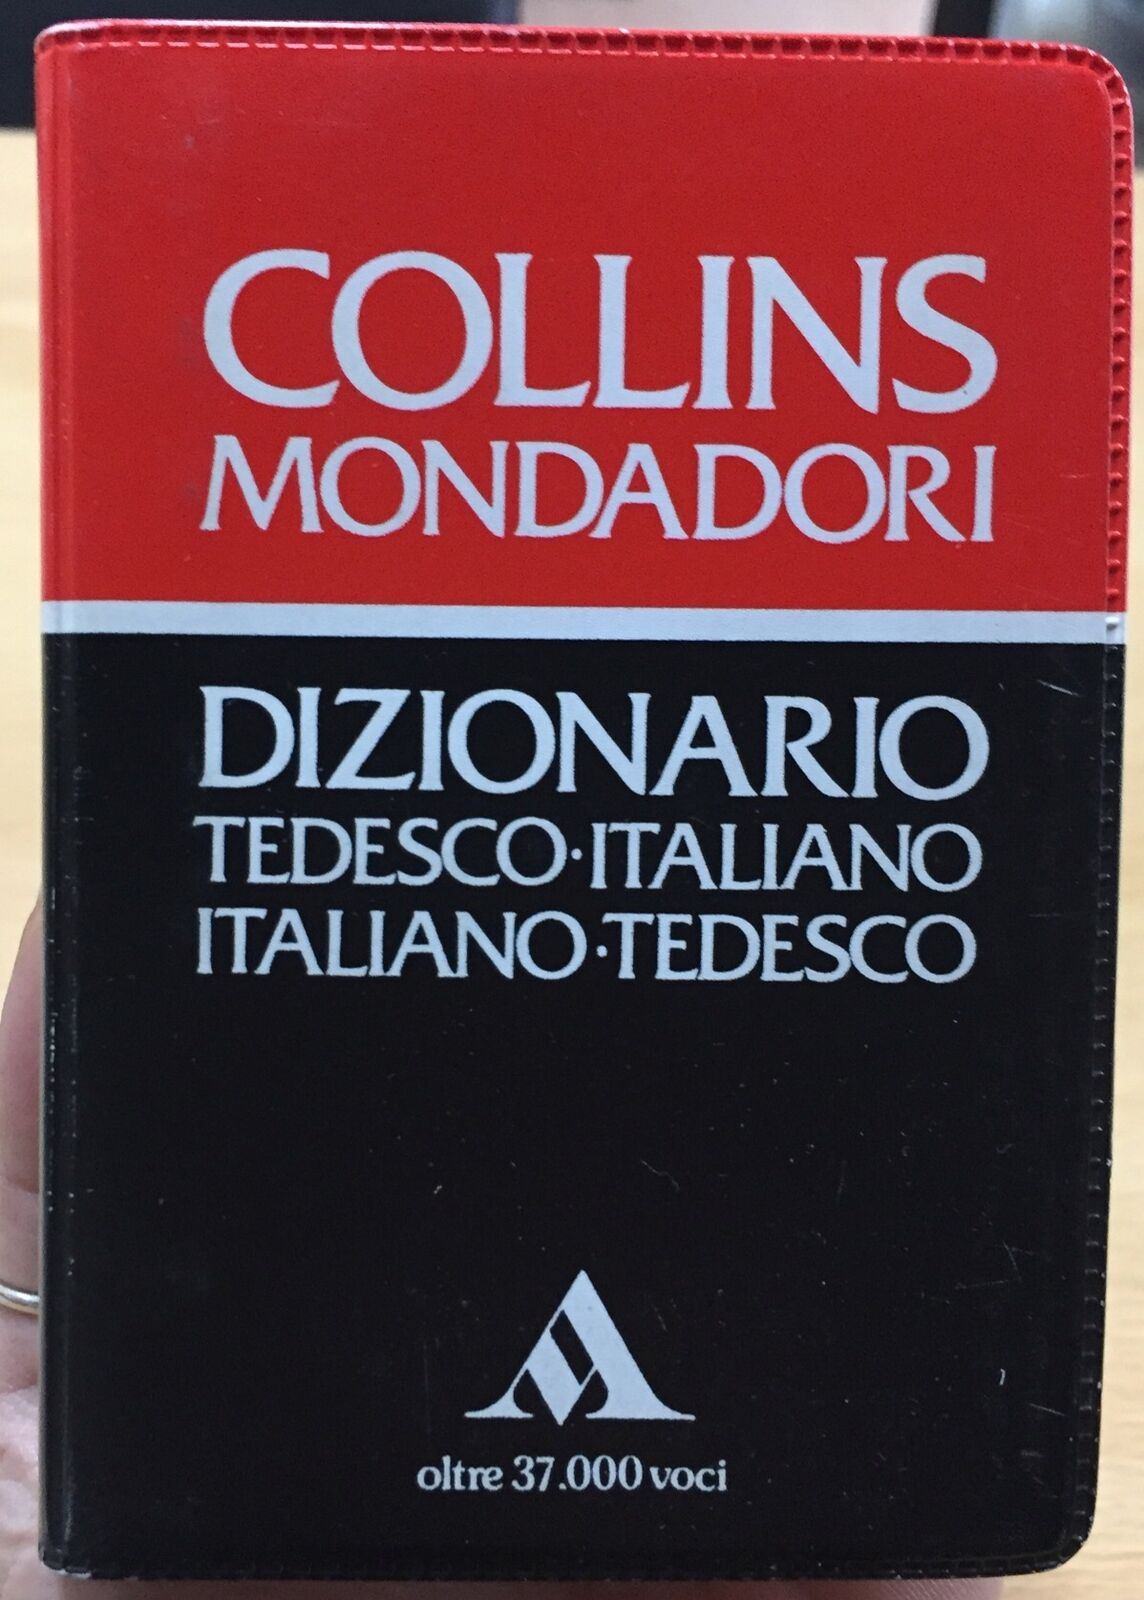 COLLINS
MONDADORI
DIZIONARIO
TEDESCO·ITALIANO
ITALIANO·TEDESCO
oltre 37.000 voci